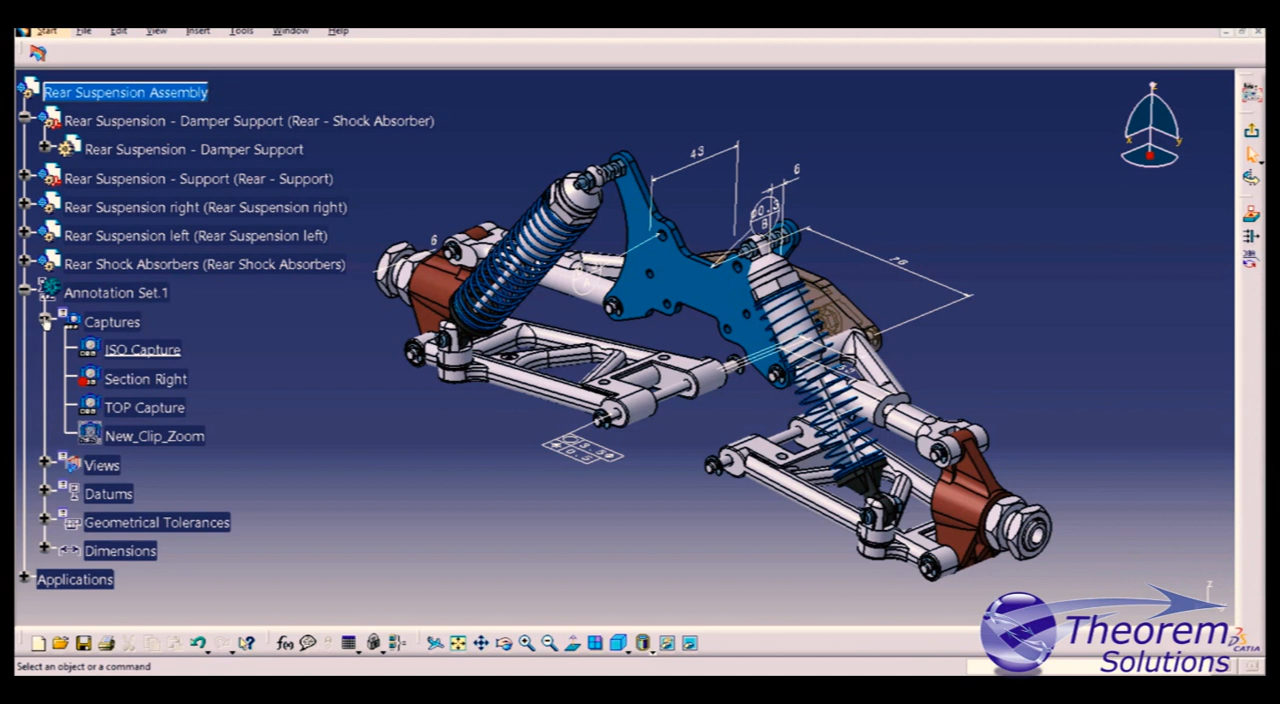 Start File Edit View Insert Tools Window Help
Rear Suspension Assembly
Rear Suspension - Damper Support (Rear - Shock Absorber)
Rear Suspension - Damper Support
Rear Suspension - Support (Rear - Support)
Rear Suspension right (Rear Suspension right)
Rear Suspension left (Rear Suspension left)
Rear Shock Absorbers (Rear Shock Absorbers)
Annotation Set.1
Captures
ISO Capture
Section Right
TOP Capture
New_Clip_Zoom
Views
Datums
Geometrical Tolerances
Dimensions
Applications
43
6
6
76
z
x
y
Theorem
Solutions
CATIA
Select an object or a command